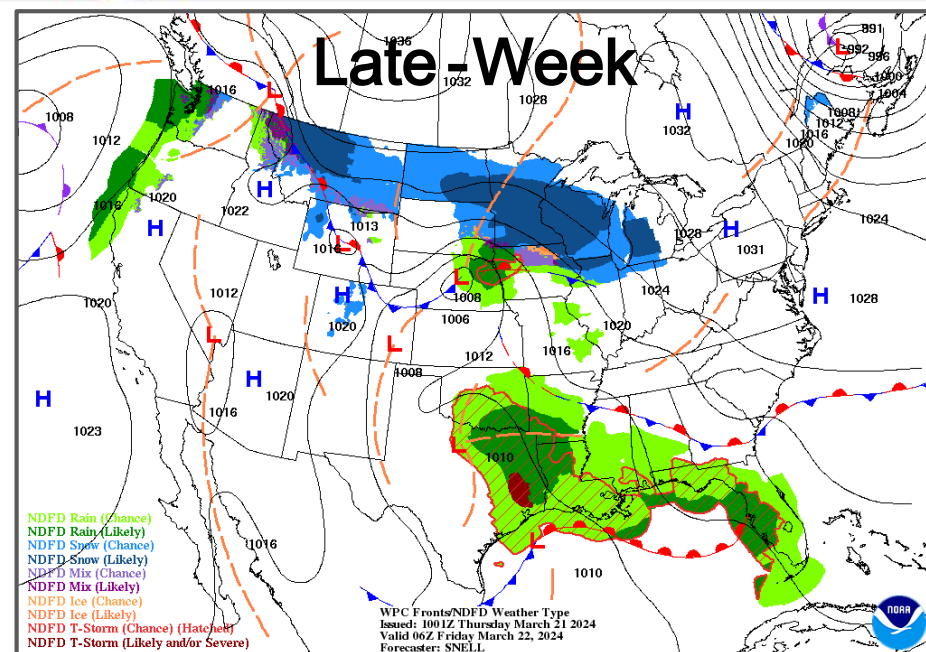 Late-Week
1036
991
992
996
1032
1000
1004
1016
1028
1008
1008
1012
H
1032
1012
1016
1020
H
1020
1022
1016
1024
H
1013
H
1028
1031
1016
L
1012
H
1024
H
1028
1020
L
1008
1020
1006
1020
L
L
1012
1016
1008
H
1020
H
1016
1023
L
1010
L
1016
1010
NDFD Rain (Chance)
NDFD Rain (Likely)
NDFD Snow (Chance)
NDFD Snow (Likely)
NDFD Mix (Chance)
NDFD Mix (Likely)
NDFD Ice (Chance)
NDFD Ice (Likely)
NDFD T-Storm (Chance) (Hatched)
NDFD T-Storm (Likely and/or Severe)
WPC Fronts/NDFD Weather Type
Issued: 1001Z Thursday March 21 2024
Valid 06Z Friday March 22, 2024
Forecaster: SNELL
NOAA